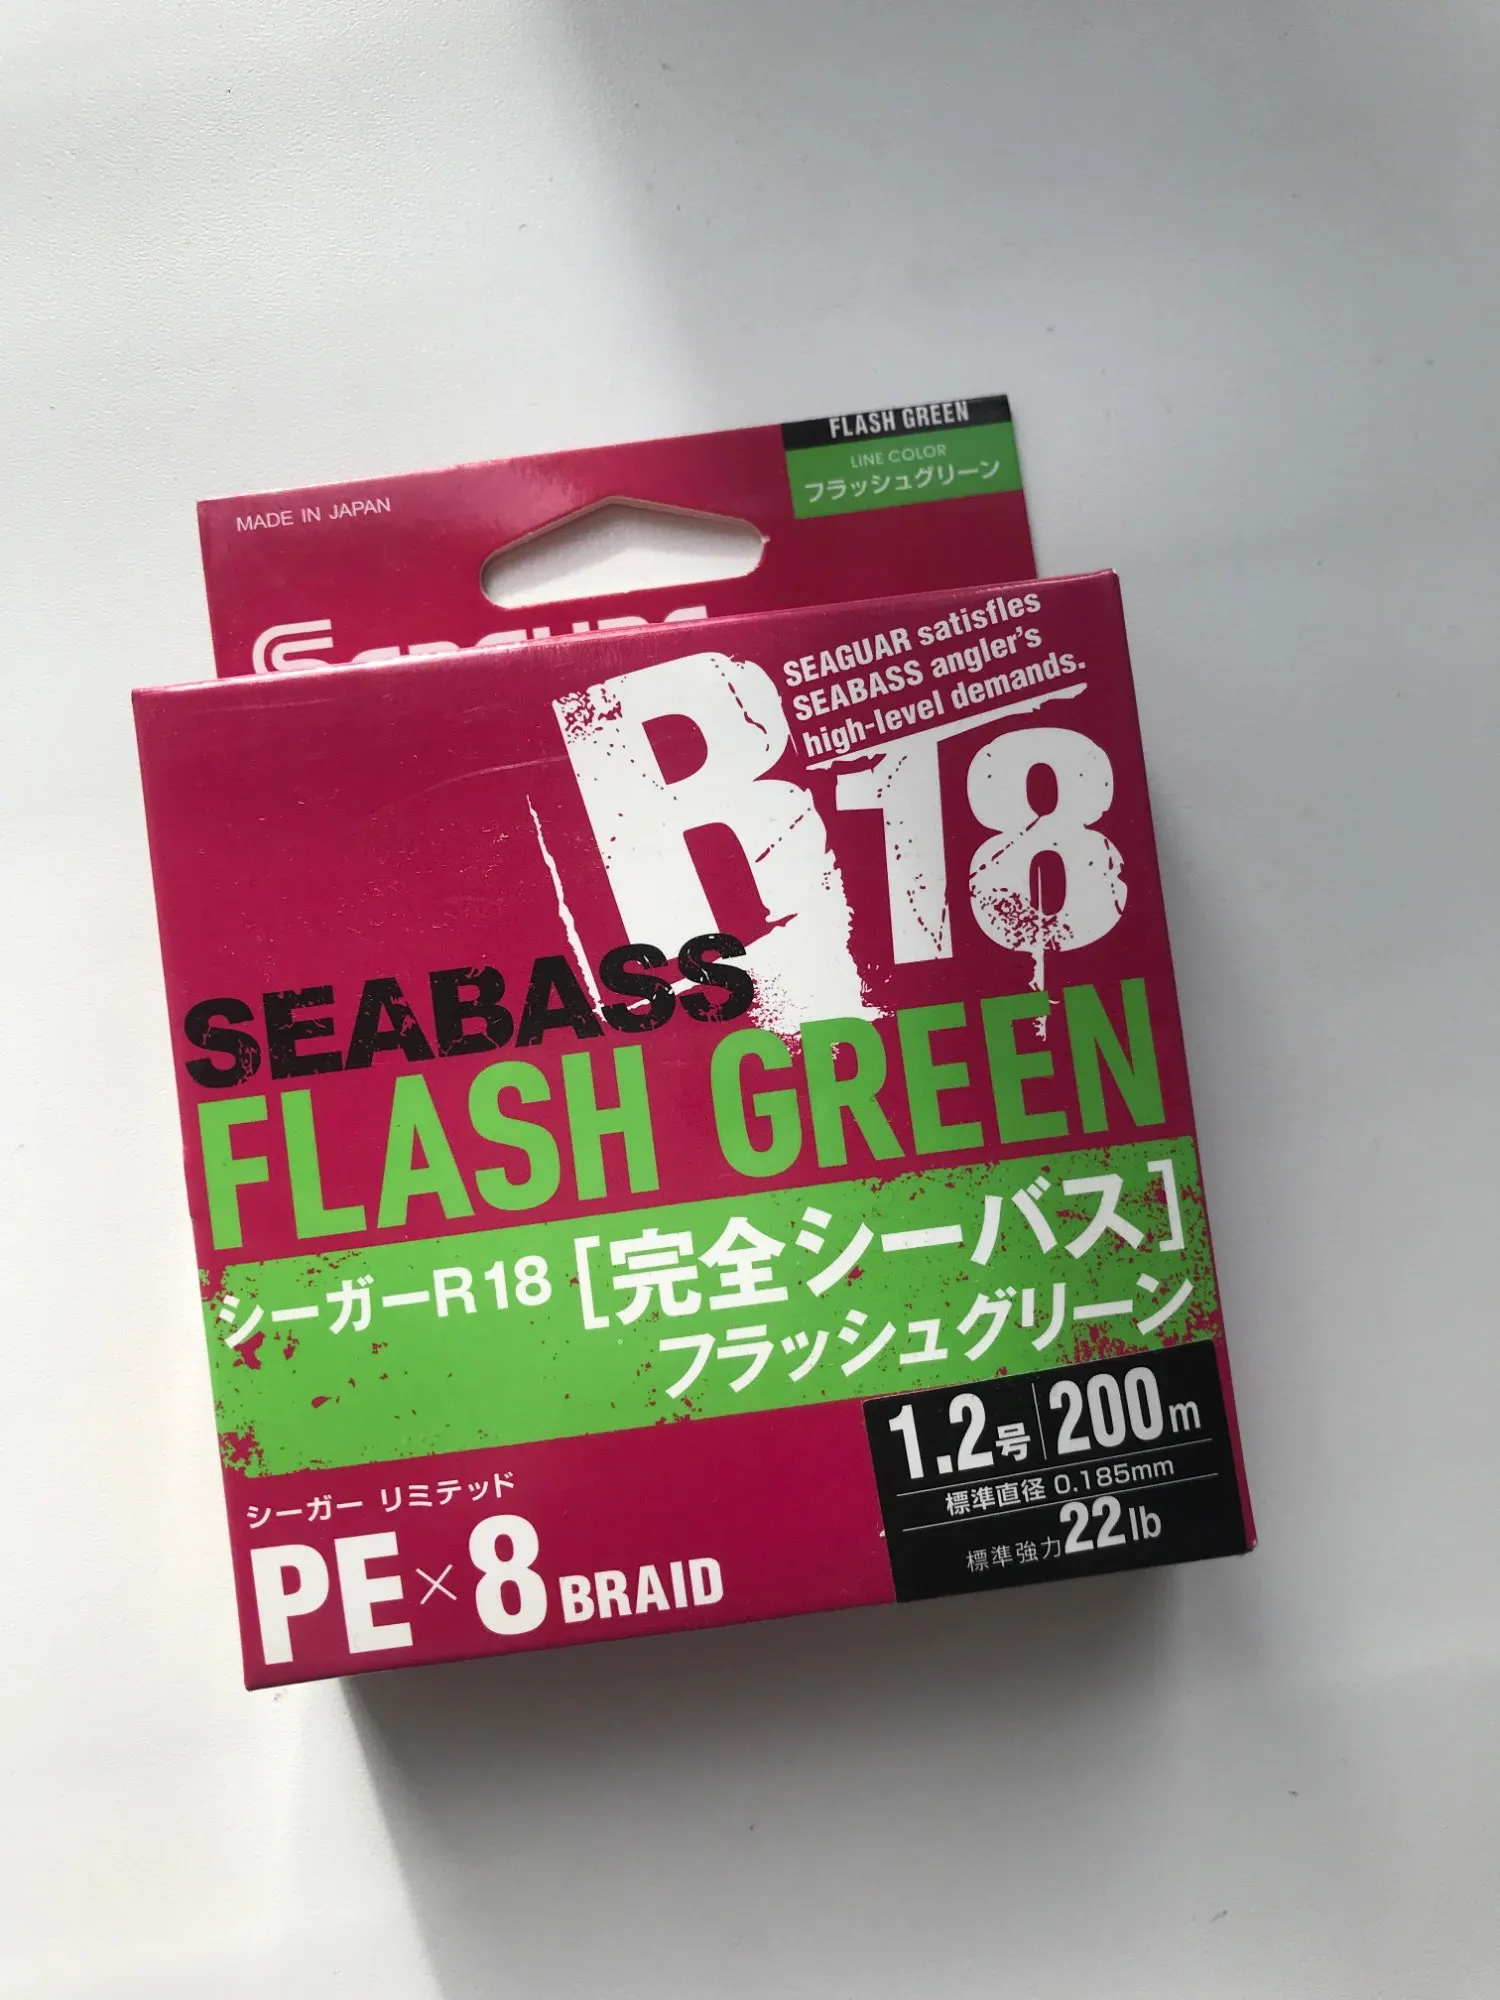 FLASH GREEN
LINE COLOR
フラッシュグリーン
MADE IN JAPAN
SEAGUAR satisfies
SEABASS angler's
high-level demands.
R18
SEABASS
FLASH GREEN
シーガーR18 [完全シーバス]
フラッシュグリーン
1.2号 200m
標準直径 0.185mm
標準強力 22lb
シーガー リミテッド
PE×8 BRAID